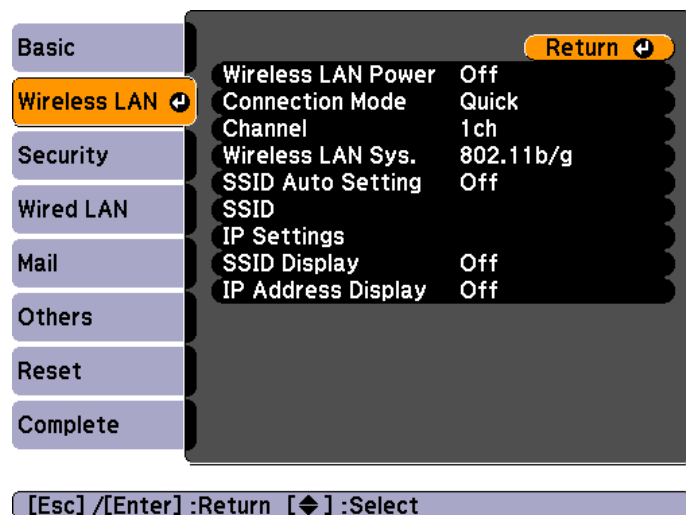 Basic
Wireless LAN
Security
Wired LAN
Mail
Others
Reset
Complete
Return
Wireless LAN Power Off
Connection Mode Quick
Channel 1ch
Wireless LAN Sys. 802.11b/g
SSID Auto Setting Off
SSID
IP Settings
SSID Display Off
IP Address Display Off
[Esc] /[Enter] :Return [◆] :Select